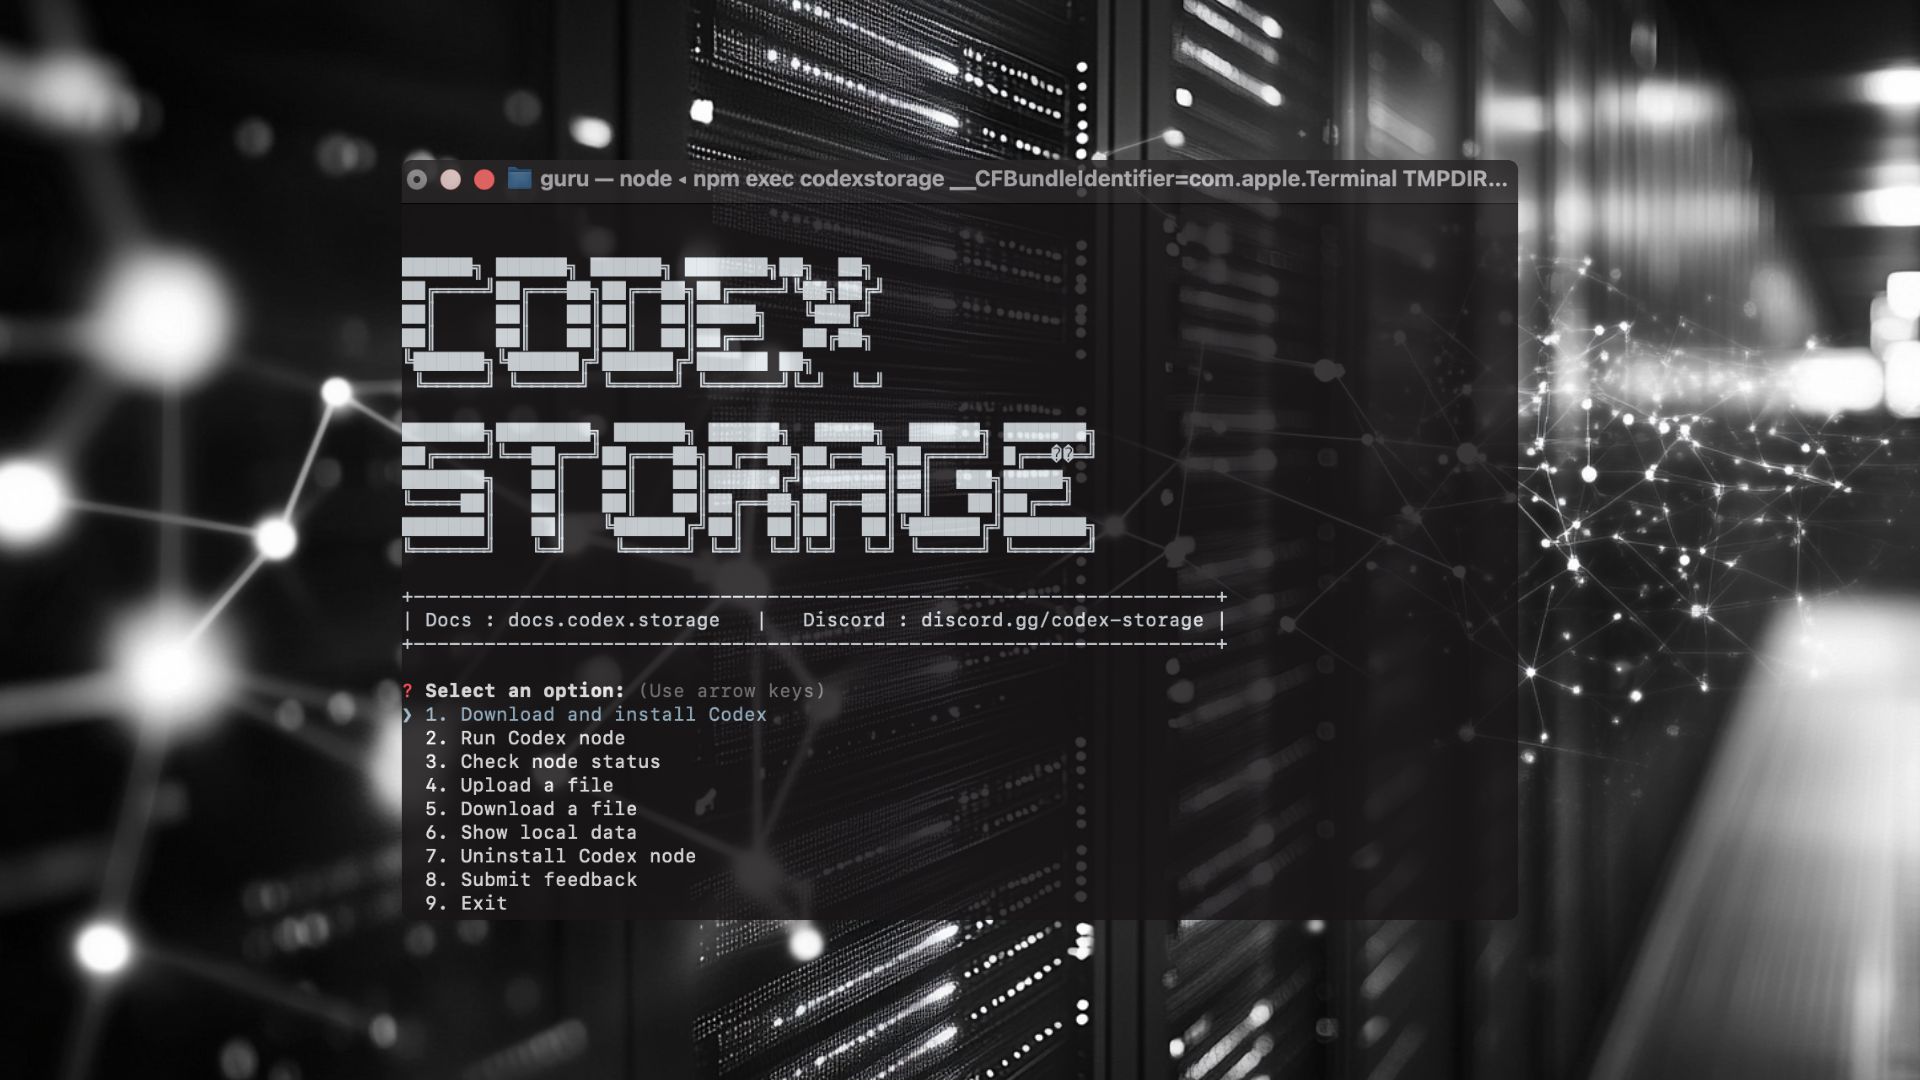 guru — node ◂ npm exec codexstorage __CFBundleIdentifier=com.apple.Terminal TMPDIR...
CODEX
STORAGE
| Docs : docs.codex.storage | Discord : discord.gg/codex-storage |
? Select an option: (Use arrow keys)
❯ 1. Download and install Codex
2. Run Codex node
3. Check node status
4. Upload a file
5. Download a file
6. Show local data
7. Uninstall Codex node
8. Submit feedback
9. Exit